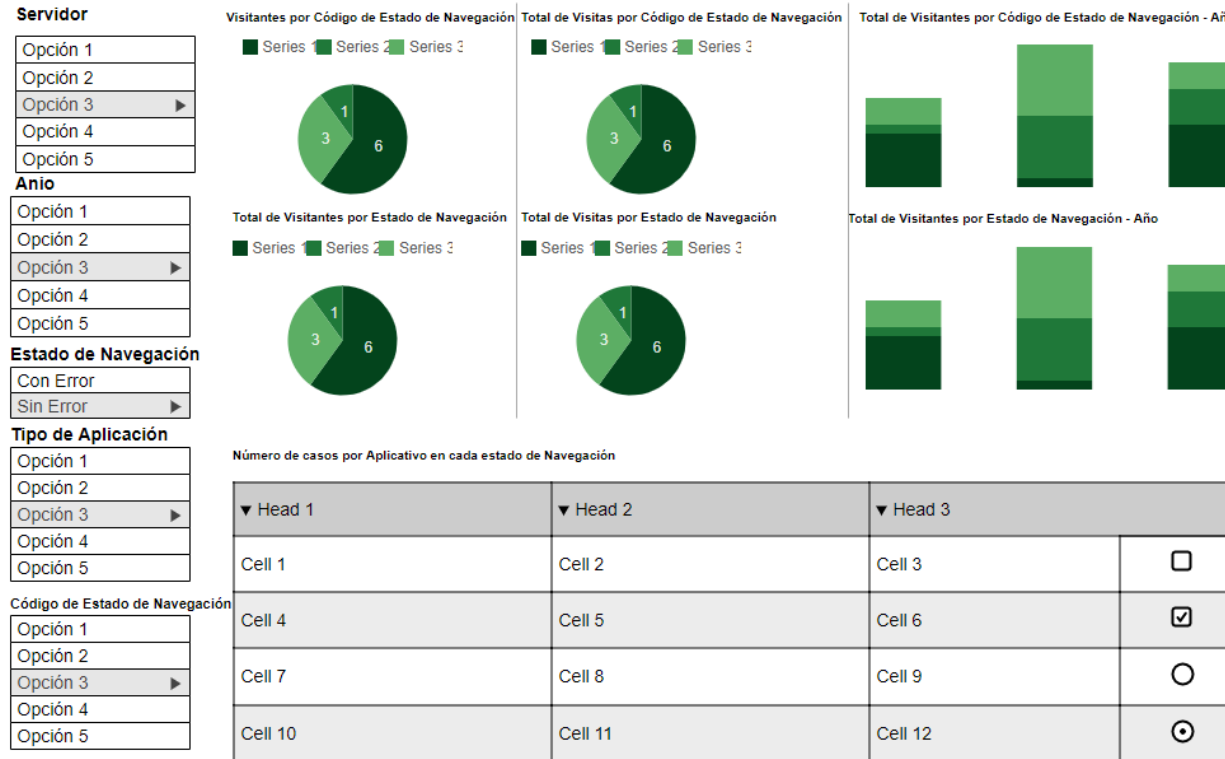 Servidor
Opción 1
Opción 2
Opción 3
Opción 4
Opción 5
Anio
Opción 1
Opción 2
Opción 3
Opción 4
Opción 5
Estado de Navegación
Con Error
Sin Error
Tipo de Aplicación
Opción 1
Opción 2
Opción 3
Opción 4
Opción 5
Código de Estado de Navegación
Opción 1
Opción 2
Opción 3
Opción 4
Opción 5
Visitantes por Código de Estado de Navegación
Series 1 Series 2 Series 3
1
3
6
Total de Visitas por Código de Estado de Navegación
Series 1 Series 2 Series 3
1
3
6
Total de Visitantes por Código de Estado de Navegación - Añ
Total de Visitantes por Estado de Navegación
Series 1 Series 2 Series 3
1
3
6
Total de Visitas por Estado de Navegación
Series 1 Series 2 Series 3
1
3
6
Total de Visitantes por Estado de Navegación - Año
Número de casos por Aplicativo en cada estado de Navegación
Head 1 Head 2 Head 3
Cell 1 Cell 2 Cell 3
Cell 4 Cell 5 Cell 6
Cell 7 Cell 8 Cell 9
Cell 10 Cell 11 Cell 12